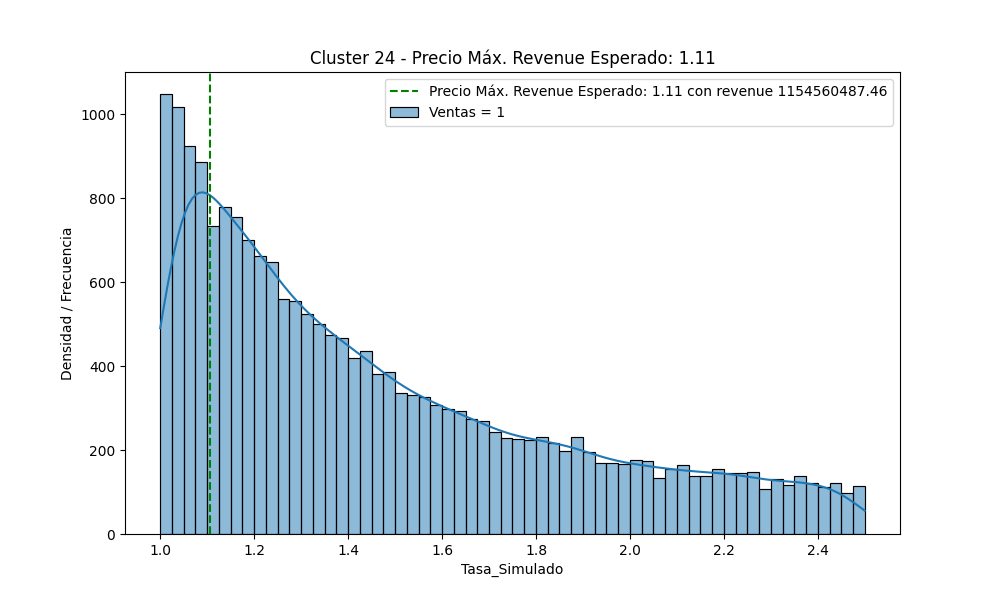 Cluster 24 - Precio Máx. Revenue Esperado: 1.11
Precio Máx. Revenue Esperado: 1.11 con revenue 1154560487.46
Ventas = 1
Densidad / Frecuencia
1000
800
600
400
200
0
1.0 1.2 1.4 1.6 1.8 2.0 2.2 2.4
Tasa_Simulado